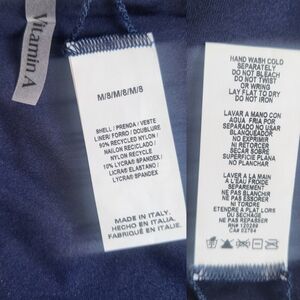 Vitamin A
M/8/M/8/M/8
SHELL / PRENDA / VESTE
LINER/ FORRO / DOUBLURE
90% RECYCLED NYLON /
NAILON RECICLADO /
NYLON RECYCLÉ
10% LYCRA® SPANDEX/
LYCRA® ELASTANO /
LYCRA® SPANDEX
MADE IN ITALY.
HECHO EN ITALIA.
FABRIQUÉ EN ITALIE.
HAND WASH COLD
SEPARATELY
DO NOT BLEACH
DO NOT TWIST
OR WRING
LAY FLAT TO DRY
DO NOT IRON
LAVAR A MANO CON
AGUA FRIA POR
SEPARADO NO USAR
BLANQUEADOR
NO EXPRIMIR
NI RETORCER
SECAR SOBRE
SUPERFICIE PLANA
NO PLANCHAR
LAVER A LA MAIN
A L'EAU FROIDE
SEPAREMENT
NE PAS BLANCHIR
NE PAS ESSORER
NI TORDRE
ETENDRE A PLAT LORS
DU SECHAGE
NE PAS REPASSER
RN# 120289
CA# 02784